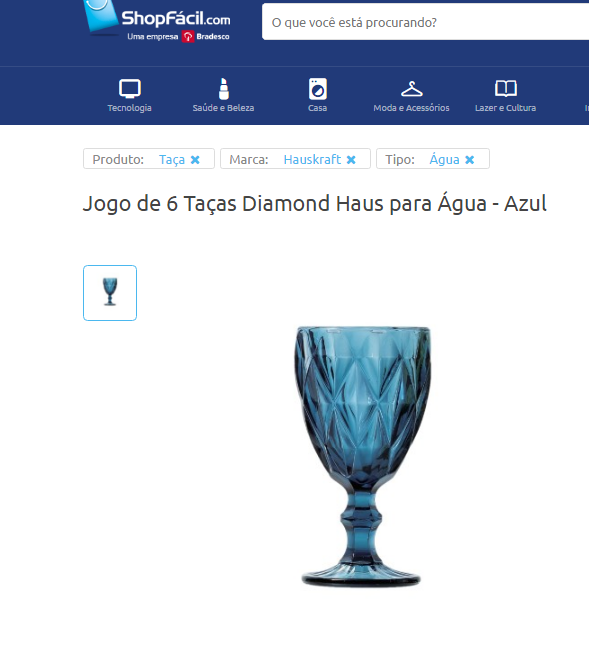 ShopFácil.com
Uma empresa Bradesco
O que você está procurando?
Tecnologia
Saúde e Beleza
Casa
Moda e Acessórios
Lazer e Cultura
Produto: Taça ✖
Marca: Hauskraft ✖
Tipo: Água ✖
Jogo de 6 Taças Diamond Haus para Água - Azul